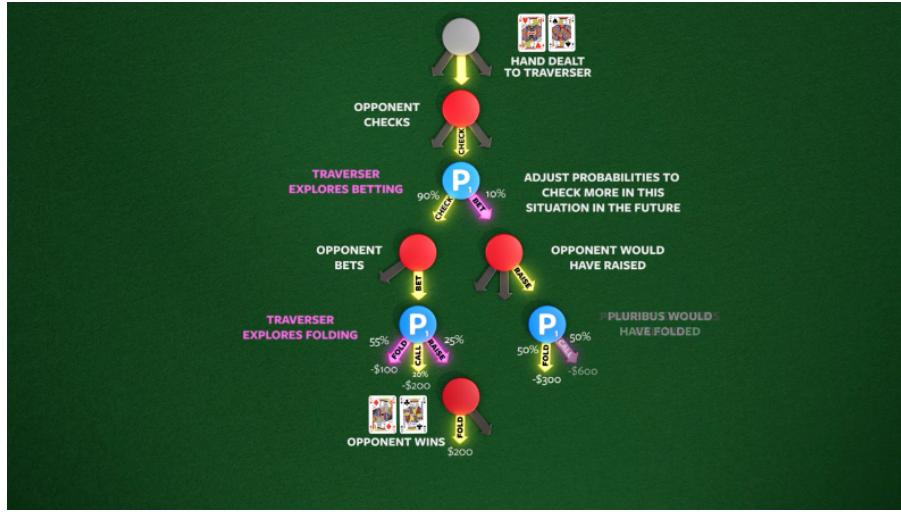 HAND DEALT
TO TRAVERSER
OPPONENT
CHECKS
CHECK
TRAVERSER
EXPLORES BETTING
P1
90%
10%
CHECK
BET
ADJUST PROBABILITIES TO
CHECK MORE IN THIS
SITUATION IN THE FUTURE
OPPONENT
BETS
BET
OPPONENT WOULD
HAVE RAISED
RAISE
TRAVERSER
EXPLORES FOLDING
P1
55%
25%
FOLD
CALL
RAISE
-$100
20%
-$200
P1
50%
50%
FOLD
CALL
-$300
-$600
PLURIBUS WOULD
HAVE FOLDED
OPPONENT WINS
FOLD
$200